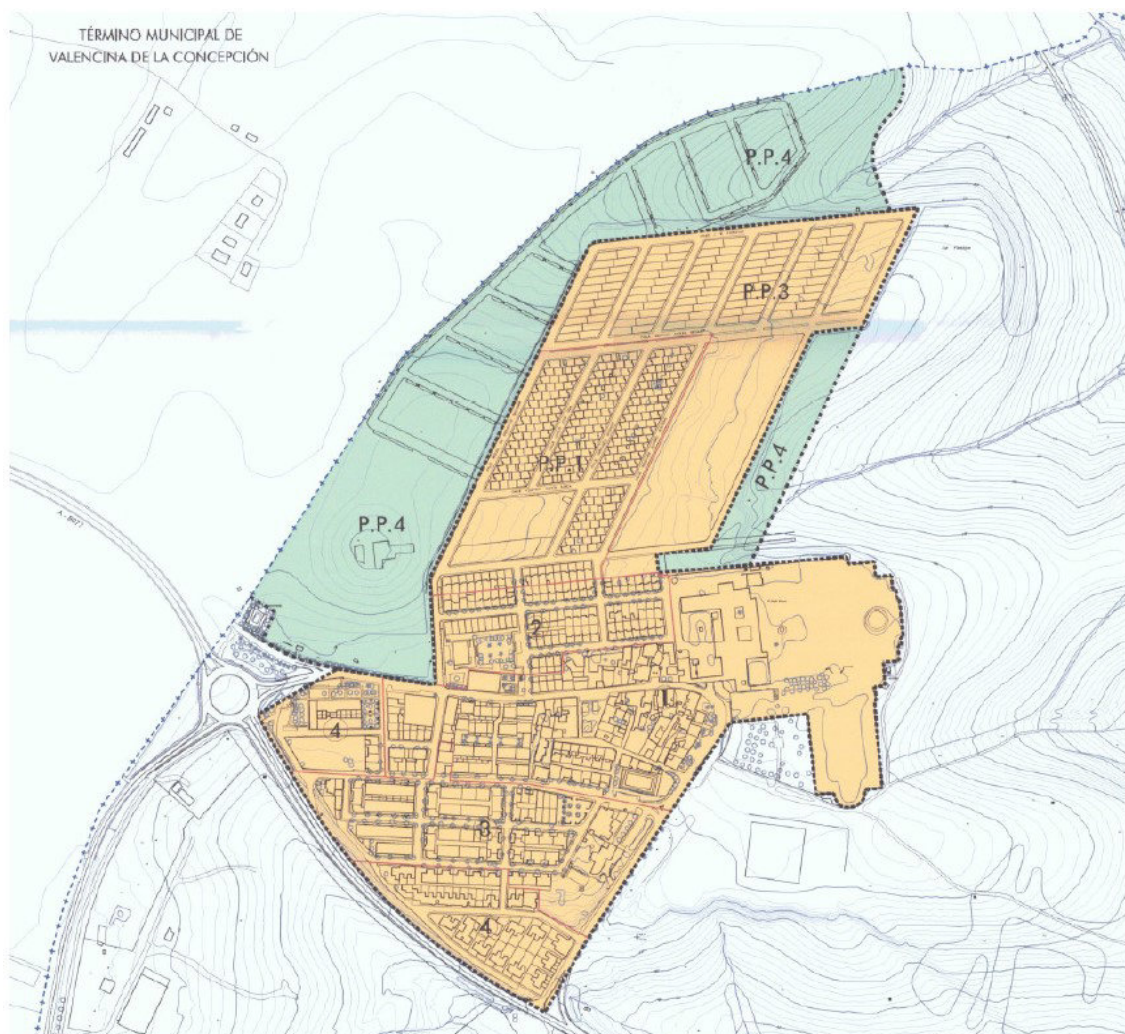 TÉRMINO MUNICIPAL DE
VALENCINA DE LA CONCEPCIÓN
P.P.4
P.P.3
P.P.1
P.P.4
P.P.4
2
1
4
3
4